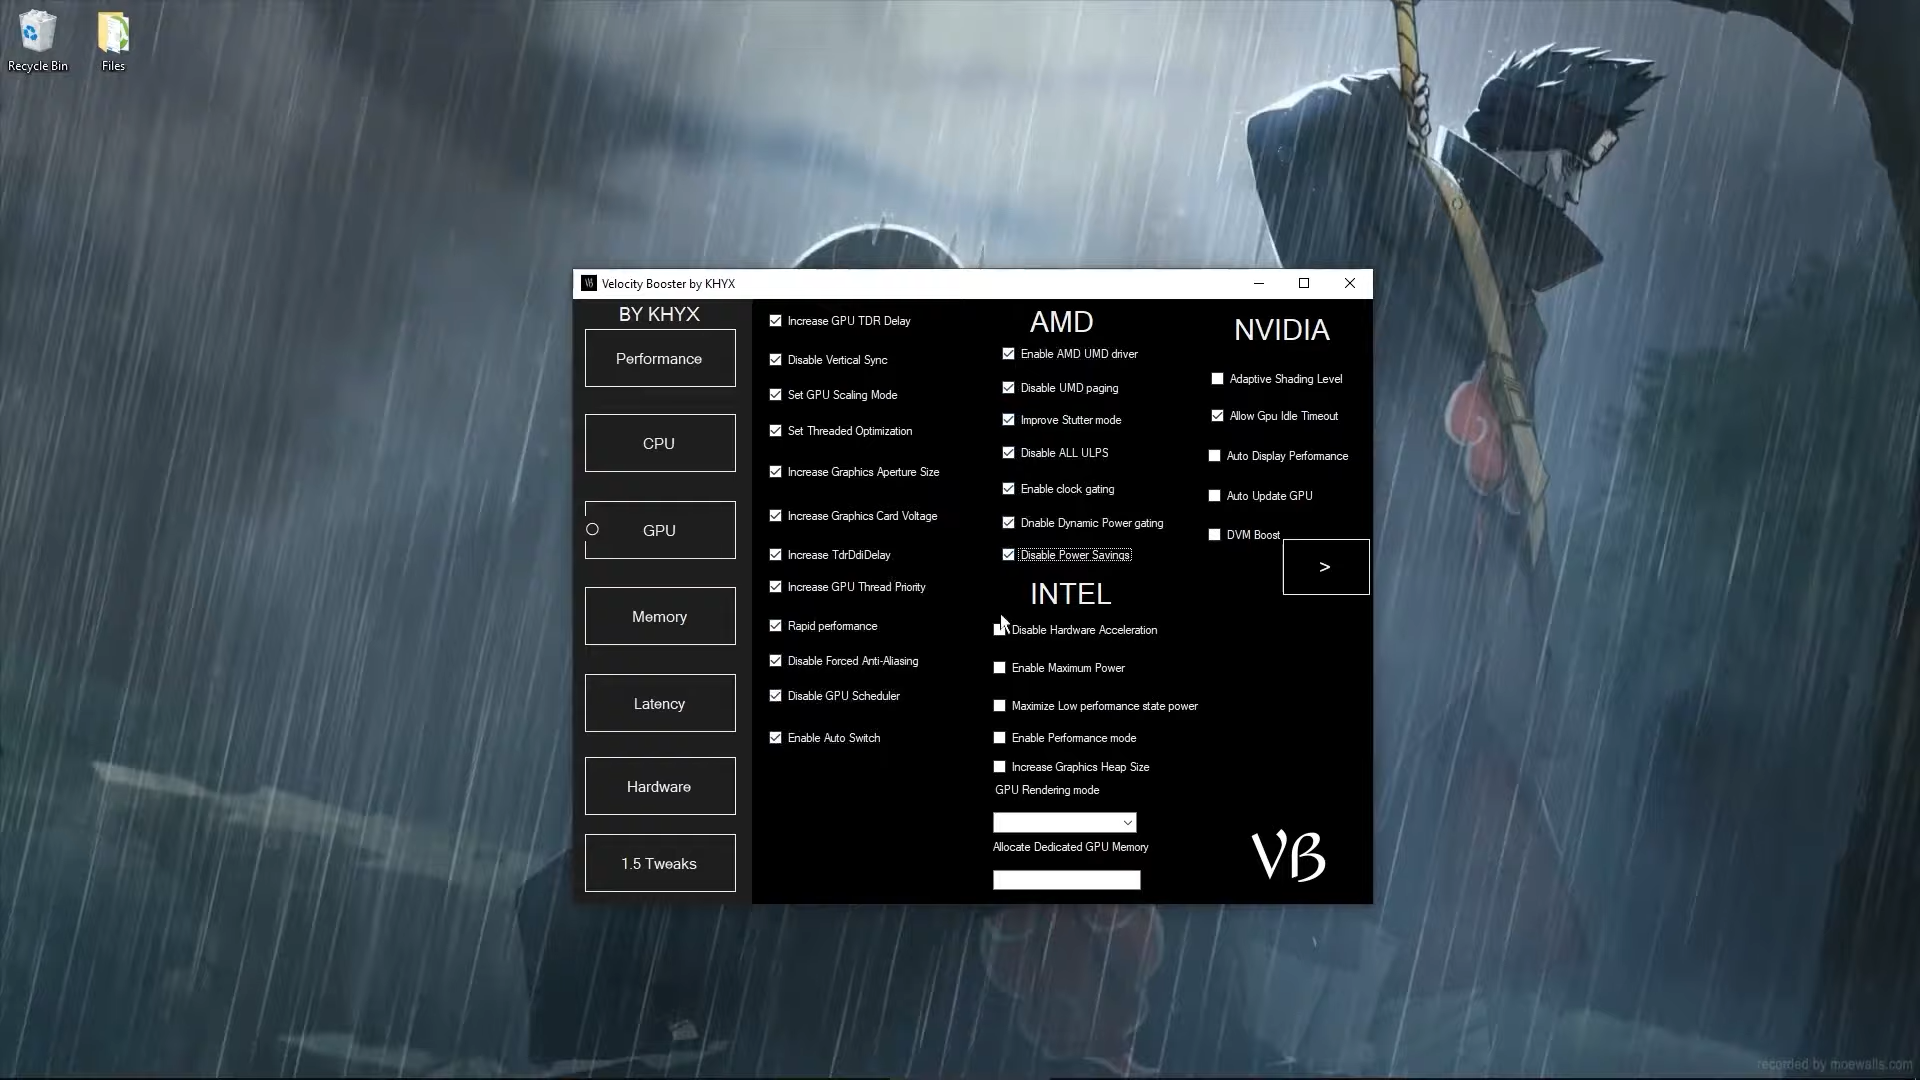 Recycle Bin
Files
Velocity Booster by KHYX
BY KHYX
Performance
CPU
GPU
Memory
Latency
Hardware
1.5 Tweaks
Increase GPU TDR Delay
Disable Vertical Sync
Set GPU Scaling Mode
Set Threaded Optimization
Increase Graphics Aperture Size
Increase Graphics Card Voltage
Increase TdrDdiDelay
Increase GPU Thread Priority
Rapid performance
Disable Forced Anti-Aliasing
Disable GPU Scheduler
Enable Auto Switch
AMD
Enable AMD UMD driver
Disable UMD paging
Improve Stutter mode
Disable ALL ULPS
Enable clock gating
Dnable Dynamic Power gating
Disable Power Savings
INTEL
Disable Hardware Acceleration
Enable Maximum Power
Maximize Low performance state power
Enable Performance mode
Increase Graphics Heap Size
GPU Rendering mode
Allocate Dedicated GPU Memory
NVIDIA
Adaptive Shading Level
Allow Gpu Idle Timeout
Auto Display Performance
Auto Update GPU
DVM Boost
>
VB
recorded by moewalls.com